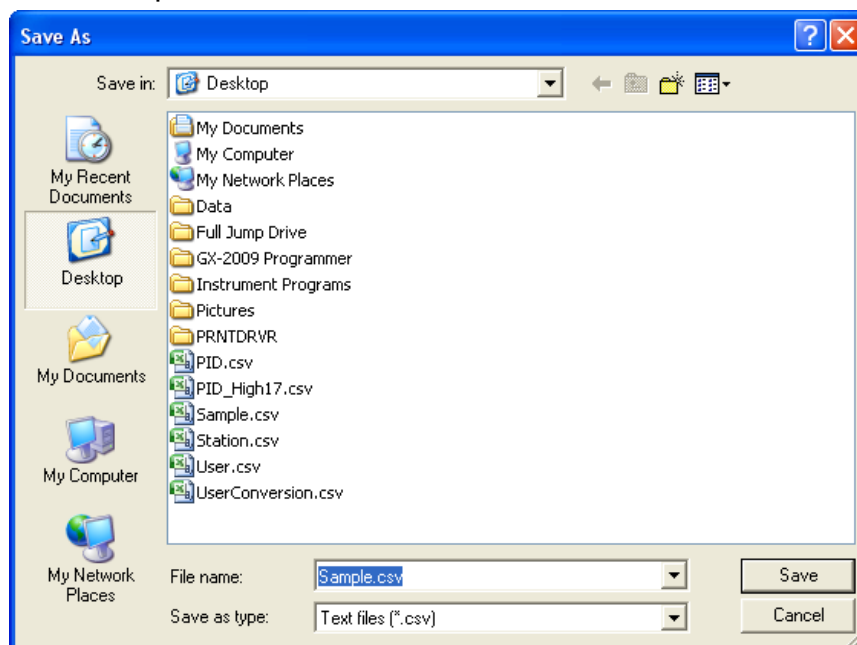 Save As
Save in:
Desktop
My Recent
Documents
Desktop
My Documents
My Computer
My Network
Places
My Documents
My Computer
My Network Places
Data
Full Jump Drive
GX-2009 Programmer
Instrument Programs
Pictures
PRNTDRVR
PID.csv
PID_High17.csv
Sample.csv
Station.csv
User.csv
UserConversion.csv
File name:
Sample.csv
Save
Save as type:
Text files (*.csv)
Cancel